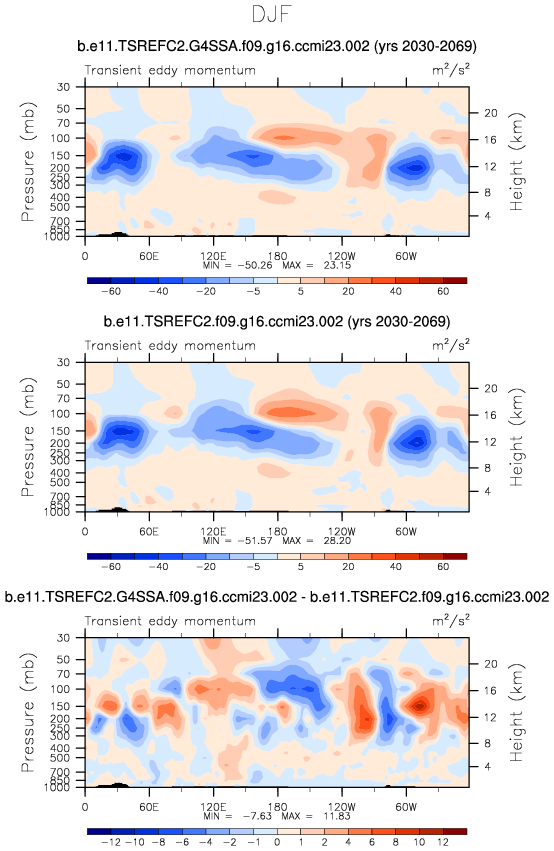 DJF
b.e11.TSREFC2.G4SSA.f09.g16.ccmi23.002 (yrs 2030-2069)
Transient eddy momentum m²/s²
Pressure (mb)
30
50
70
100
150
200
250
300
400
500
700
850
1000
Height (km)
20
16
12
8
4
0 60E 120E 180 120W 60W
MIN = -50.26 MAX = 23.15
-60 -40 -20 -5 5 20 40 60
b.e11.TSREFC2.f09.g16.ccmi23.002 (yrs 2030-2069)
Transient eddy momentum m²/s²
Pressure (mb)
30
50
70
100
150
200
250
300
400
500
700
850
1000
Height (km)
20
16
12
8
4
0 60E 120E 180 120W 60W
MIN = -51.57 MAX = 28.20
-60 -40 -20 -5 5 20 40 60
b.e11.TSREFC2.G4SSA.f09.g16.ccmi23.002 - b.e11.TSREFC2.f09.g16.ccmi23.002
Transient eddy momentum m²/s²
Pressure (mb)
30
50
70
100
150
200
250
300
400
500
700
850
1000
Height (km)
20
16
12
8
4
0 60E 120E 180 120W 60W
MIN = -7.63 MAX = 11.83
-12 -10 -8 -6 -4 -2 -1 0 1 2 4 6 8 10 12